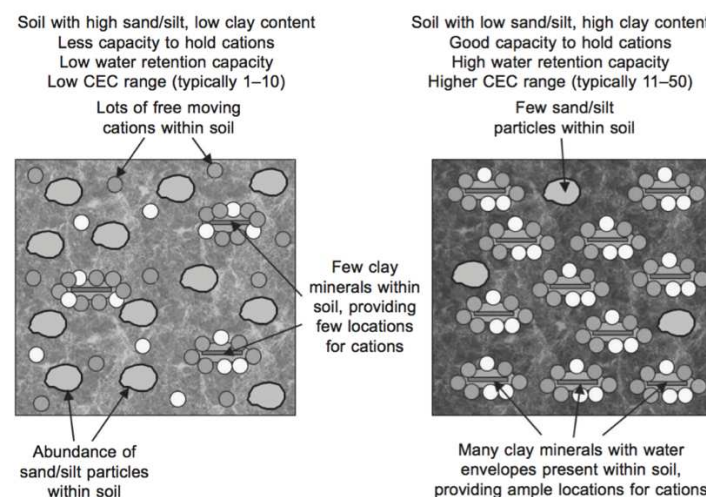 Soil with high sand/silt, low clay content
Less capacity to hold cations
Low water retention capacity
Low CEC range (typically 1–10)
Lots of free moving
cations within soil
Soil with low sand/silt, high clay content
Good capacity to hold cations
High water retention capacity
Higher CEC range (typically 11–50)
Few sand/silt
particles within soil
Few clay
minerals within
soil, providing
few locations
for cations
Abundance of
sand/silt particles
within soil
Many clay minerals with water
envelopes present within soil,
providing ample locations for cations